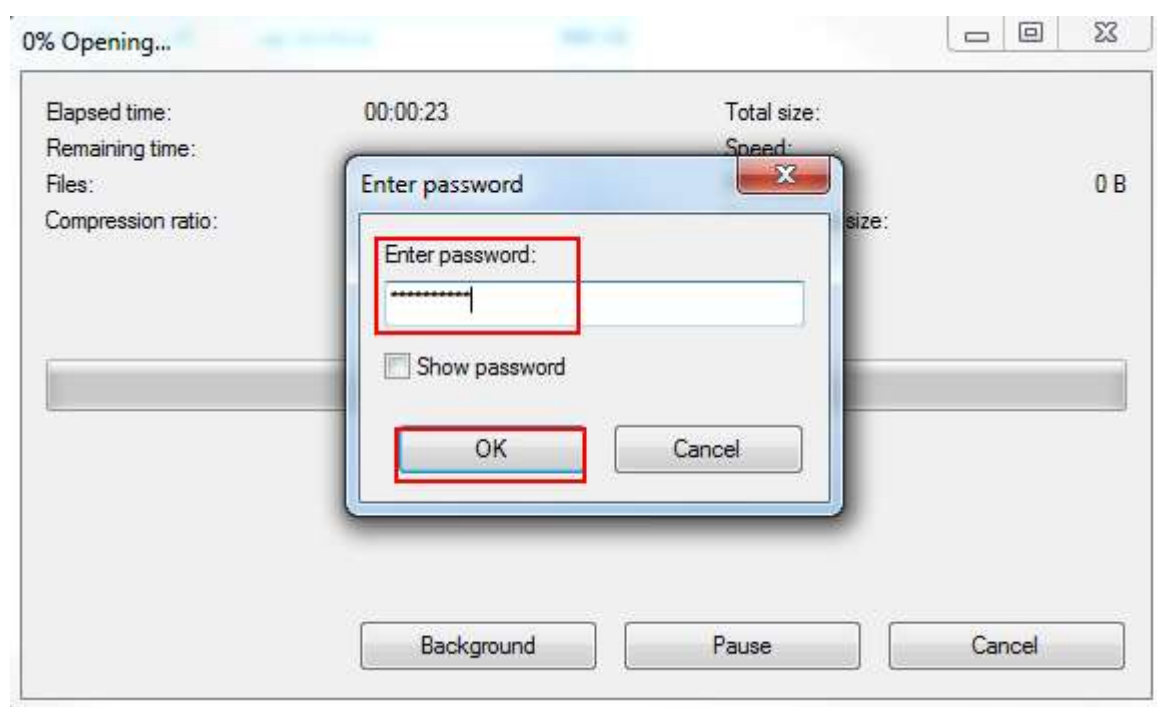 0% Opening...
Elapsed time: 00:00:23 Total size:
Remaining time: Speed:
Files: 0 B
Compression ratio: size:
Enter password
Enter password:
**********
Show password
OK Cancel
Background Pause Cancel